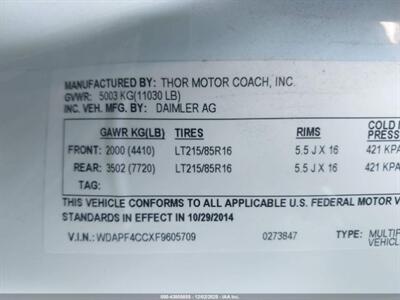 MANUFACTURED BY: THOR MOTOR COACH, INC.
GVWR: 5003 KG(11030 LB)
INC. VEH. MFG. BY: DAIMLER AG
GAWR KG(LB) TIRES RIMS COLD PRESS
FRONT: 2000 (4410) LT215/85R16 5.5 J X 16 421 KPA
REAR: 3502 (7720) LT215/85R16 5.5 J X 16 421 KPA
TAG:
THIS VEHICLE CONFORMS TO ALL APPLICABLE U.S. FEDERAL MOTOR V
STANDARDS IN EFFECT IN 10/29/2014
V.I.N.: WDAPF4CCXF9605709 0273847 TYPE: MULTIP
VEHICLE